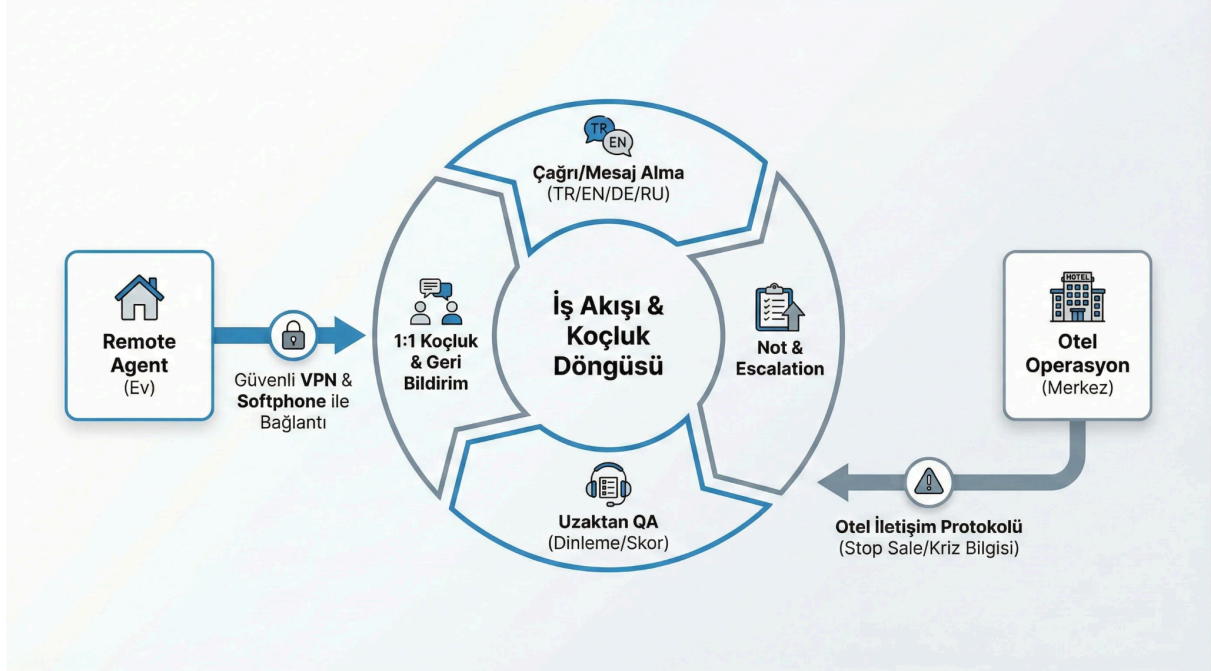 TR
EN
Çağrı/Mesaj Alma
(TR/EN/DE/RU)
Remote
Agent
(Ev)
Güvenli VPN &
Softphone ile
Bağlantı
1:1 Koçluk
& Geri
Bildirim
İş Akışı &
Koçluk
Döngüsü
Not &
Escalation
Uzaktan QA
(Dinleme/Skor)
HOTEL
Otel
Operasyon
(Merkez)
Otel İletişim Protokolü
(Stop Sale/Kriz Bilgisi)